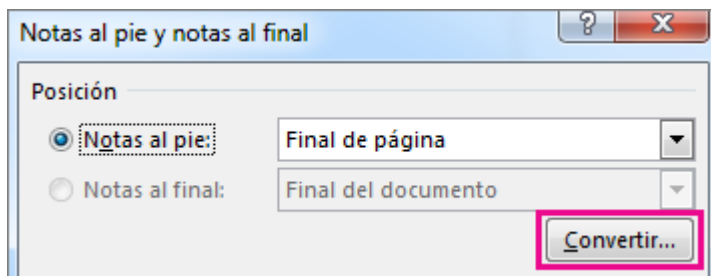 Notas al pie y notas al final
Posición
Notas al pie: Final de página
Notas al final: Final del documento
Convertir...